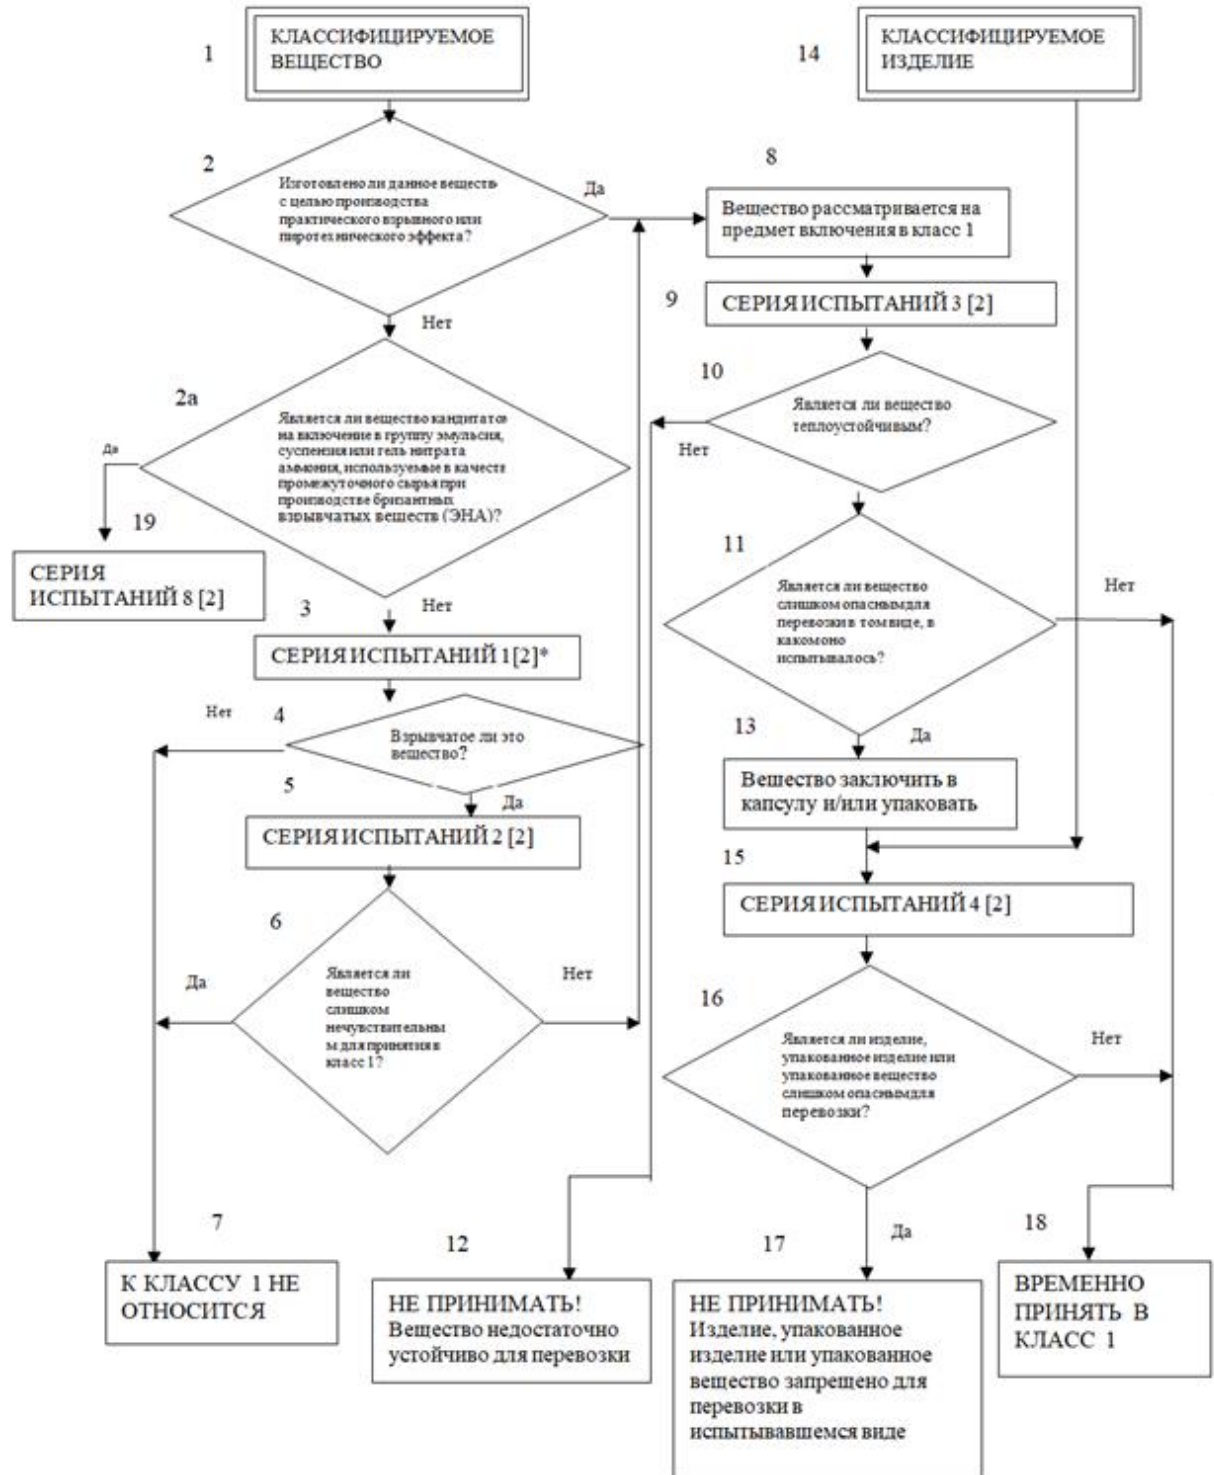 1
КЛАССИФИЦИРУЕМОЕ
ВЕЩЕСТВО
14
КЛАССИФИЦИРУЕМОЕ
ИЗДЕЛИЕ
2
Изготовлено ли данное веществ
с целью производства
практического взрывного или
пиротехнического эффекта?
Да
Нет
8
Вещество рассматривается на
предмет включения в класс 1
9
СЕРИЯ ИСПЫТАНИЙ 3 [2]
10
Является ли вещество
теплоустойчивым?
Нет
2а
Является ли вещество кандитатов
на включение в группу эмульсия,
суспензия или гель нитрата
аммония, используемые в качесте
промежуточного сырья при
производстве бризантных
взрывчатых веществ (ЭНА)?
Да
Нет
19
СЕРИЯ
ИСПЫТАНИЙ 8 [2]
11
Является ли вещество
слишком опасным для
перевозки в том виде, в
каком оно
испытывалось?
Нет
Да
3
СЕРИЯ ИСПЫТАНИЙ 1[2]*
Нет
4
Взрывчатое ли это
вещество?
Да
13
Вещество заключить в
капсулу и/или упаковать
5
СЕРИЯ ИСПЫТАНИЙ 2 [2]
15
СЕРИЯ ИСПЫТАНИЙ 4 [2]
6
Является ли
вещество
слишком
нечувствительны
м для принятия в
класс 1?
Да
Нет
16
Является ли изделие,
упакованное изделие или
упакованное вещество
слишком опасным для
перевозки?
Нет
Да
7
К КЛАССУ 1 НЕ
ОТНОСИТСЯ
12
НЕ ПРИНИМАТЬ!
Вещество недостаточно
устойчиво для перевозки
17
НЕ ПРИНИМАТЬ!
Изделие, упакованное
изделие или упакованное
вещество запрещено для
перевозки в
испытывавшемся виде
18
ВРЕМЕННО
ПРИНЯТЬ В
КЛАСС 1